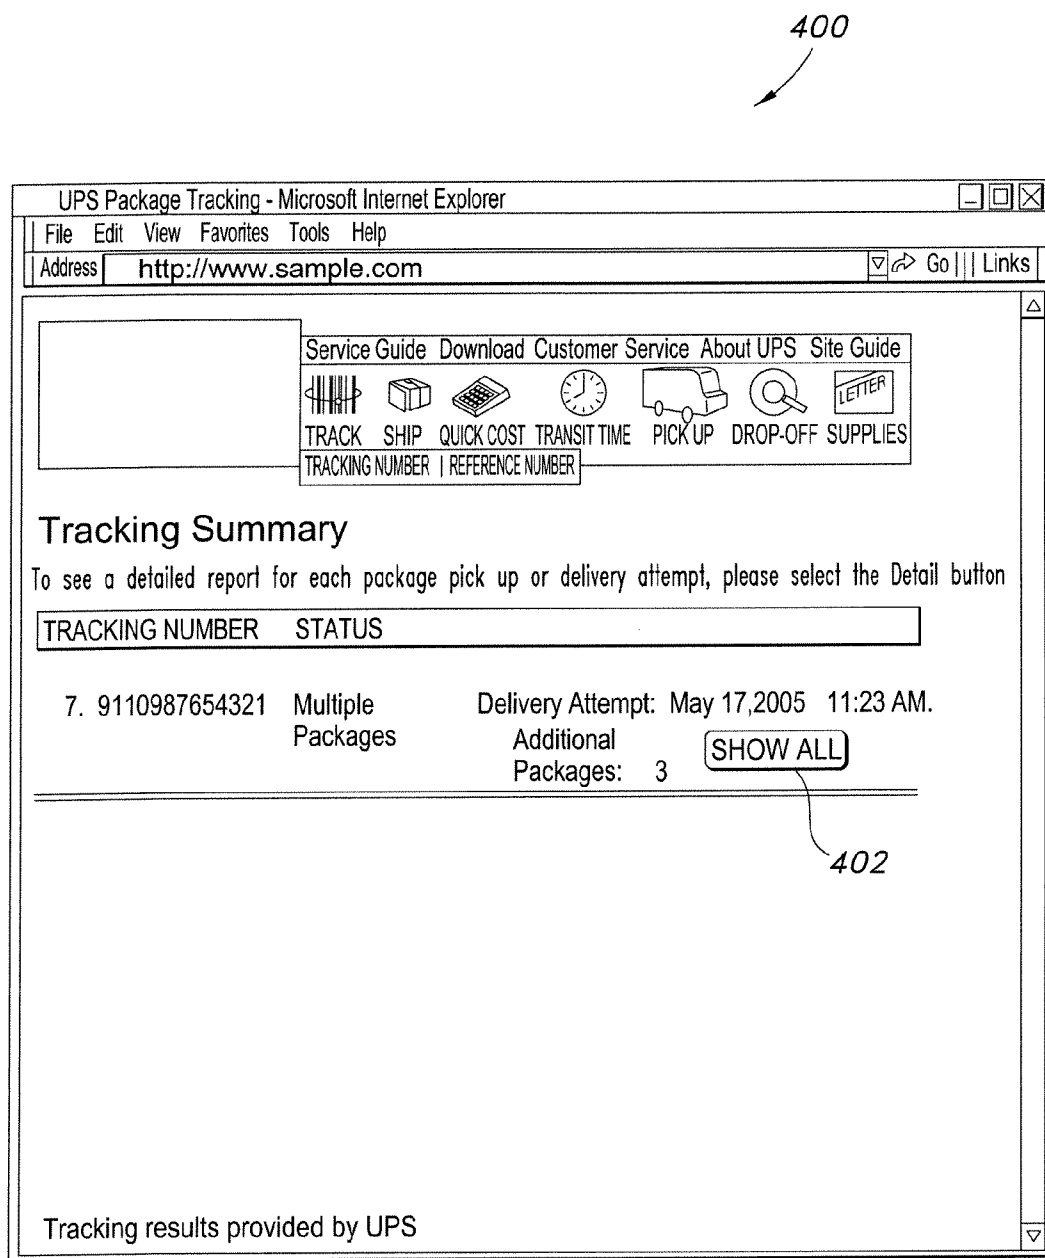 400
UPS Package Tracking - Microsoft Internet Explorer
File Edit View Favorites Tools Help
Address http://www.sample.com Go Links
Service Guide Download Customer Service About UPS Site Guide
LETTER
TRACK SHIP QUICK COST TRANSIT TIME PICK UP DROP-OFF SUPPLIES
TRACKING NUMBER | REFERENCE NUMBER
Tracking Summary
To see a detailed report for each package pick up or delivery attempt, please select the Detail button
TRACKING NUMBER STATUS
7. 9110987654321 Multiple Delivery Attempt: May 17,2005 11:23 AM.
Packages Additional SHOW ALL
Packages: 3
402
Tracking results provided by UPS